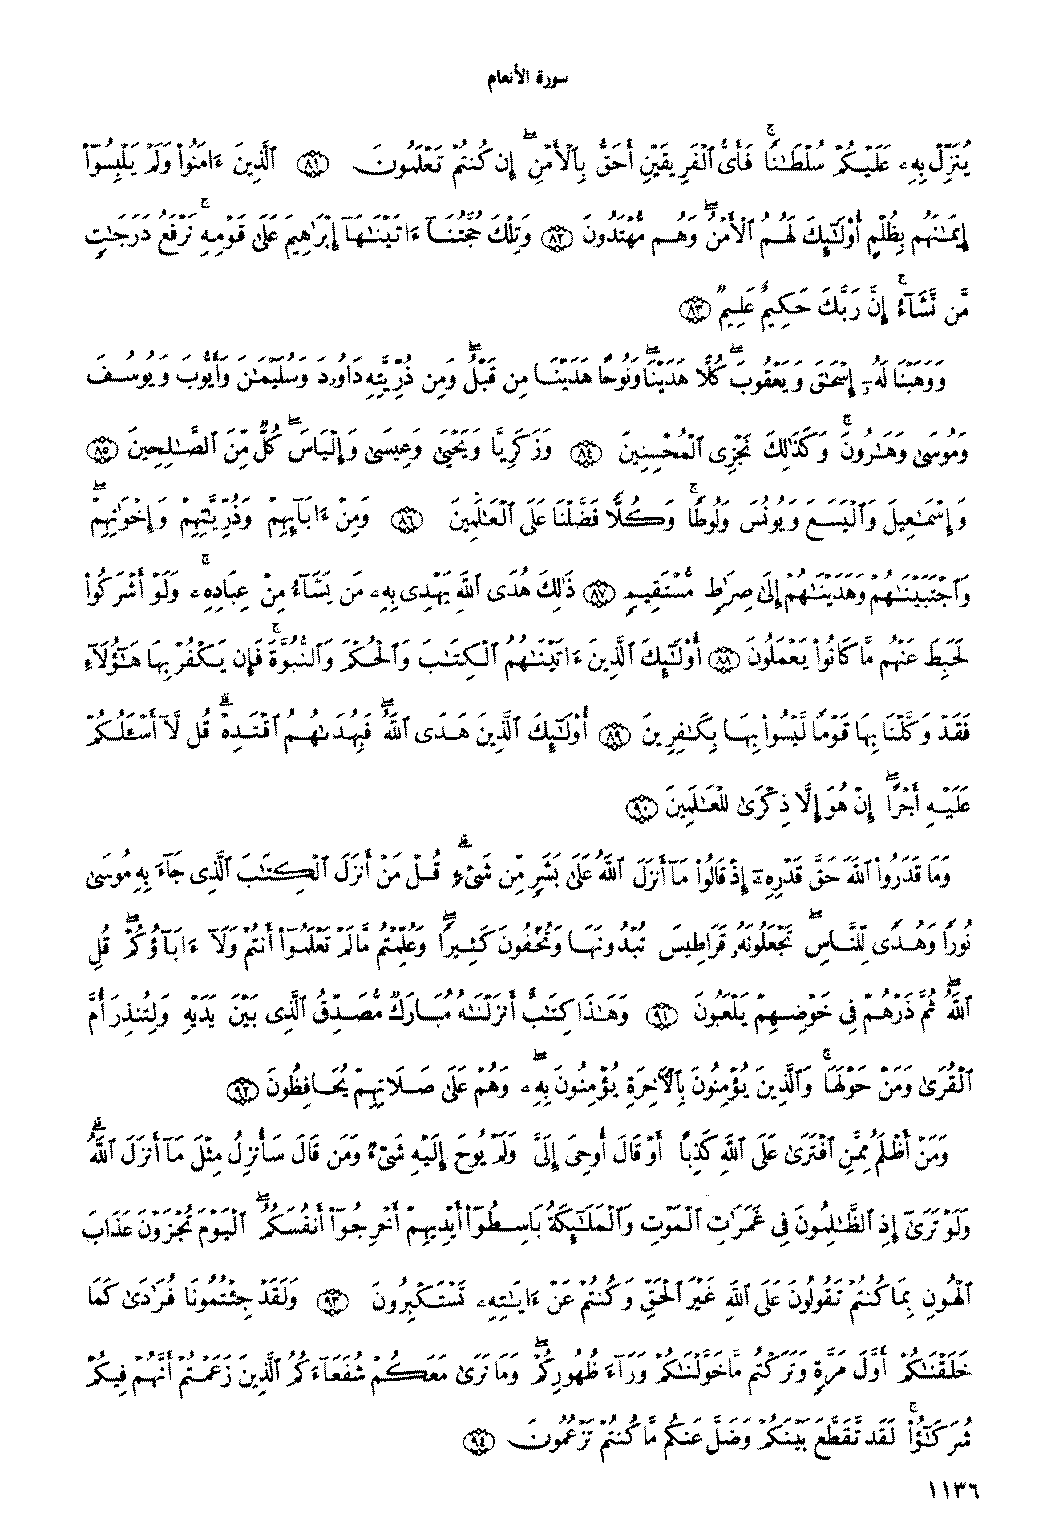 سورة الأنعام
يُنَزِّلْ بِهِۦ عَلَيْكُمْ سُلْطَٰنًا ۚ فَأَىُّ ٱلْفَرِيقَيْنِ أَحَقُّ بِٱلْأَمْنِ ۖ إِن كُنتُمْ تَعْلَمُونَ ﴿٨١﴾ ٱلَّذِينَ ءَامَنُوا۟ وَلَمْ يَلْبِسُوٓا۟
إِيمَٰنَهُم بِظُلْمٍ أُو۟لَٰٓئِكَ لَهُمُ ٱلْأَمْنُ ۖ وَهُم مُّهْتَدُونَ ﴿٨٢﴾ وَتِلْكَ حُجَّتُنَآ ءَاتَيْنَٰهَآ إِبْرَٰهِيمَ عَلَىٰ قَوْمِهِۦ ۚ نَرْفَعُ دَرَجَٰتٍ
مَّن نَّشَآءُ ۚ إِنَّ رَبَّكَ حَكِيمٌ عَلِيمٌ ﴿٨٣﴾
وَوَهَبْنَا لَهُۥٓ إِسْحَٰقَ وَيَعْقُوبَ ۚ كُلًّا هَدَيْنَا ۚ وَنُوحًا هَدَيْنَا مِن قَبْلُ ۖ وَمِن ذُرِّيَّتِهِۦ دَاوُۥدَ وَسُلَيْمَٰنَ وَأَيُّوبَ وَيُوسُفَ
وَمُوسَىٰ وَهَٰرُونَ ۚ وَكَذَٰلِكَ نَجْزِى ٱلْمُحْسِنِينَ ﴿٨٤﴾ وَزَكَرِيَّا وَيَحْيَىٰ وَعِيسَىٰ وَإِلْيَاسَ ۖ كُلٌّ مِّنَ ٱلصَّٰلِحِينَ ﴿٨٥﴾
وَإِسْمَٰعِيلَ وَٱلْيَسَعَ وَيُونُسَ وَلُوطًا ۚ وَكُلًّا فَضَّلْنَا عَلَى ٱلْعَٰلَمِينَ ﴿٨٦﴾ وَمِنْ ءَابَآئِهِمْ وَذُرِّيَّٰتِهِمْ وَإِخْوَٰنِهِمْ ۖ
وَٱجْتَبَيْنَٰهُمْ وَهَدَيْنَٰهُمْ إِلَىٰ صِرَٰطٍ مُّسْتَقِيمٍ ﴿٨٧﴾ ذَٰلِكَ هُدَى ٱللَّهِ يَهْدِى بِهِۦ مَن يَشَآءُ مِنْ عِبَادِهِۦ ۚ وَلَوْ أَشْرَكُوا۟
لَحَبِطَ عَنْهُم مَّا كَانُوا۟ يَعْمَلُونَ ﴿٨٨﴾ أُو۟لَٰٓئِكَ ٱلَّذِينَ ءَاتَيْنَٰهُمُ ٱلْكِتَٰبَ وَٱلْحُكْمَ وَٱلنُّبُوَّةَ ۚ فَإِن يَكْفُرْ بِهَا هَٰٓؤُلَآءِ
فَقَدْ وَكَّلْنَا بِهَا قَوْمًا لَّيْسُوا۟ بِهَا بِكَٰفِرِينَ ﴿٨٩﴾ أُو۟لَٰٓئِكَ ٱلَّذِينَ هَدَى ٱللَّهُ ۖ فَبِهُدَىٰهُمُ ٱقْتَدِهْ ۗ قُل لَّآ أَسْـَٔلُكُمْ
عَلَيْهِ أَجْرًا ۖ إِنْ هُوَ إِلَّا ذِكْرَىٰ لِلْعَٰلَمِينَ ﴿٩٠﴾
وَمَا قَدَرُوا۟ ٱللَّهَ حَقَّ قَدْرِهِۦٓ إِذْ قَالُوا۟ مَآ أَنزَلَ ٱللَّهُ عَلَىٰ بَشَرٍ مِّن شَىْءٍ ۗ قُلْ مَنْ أَنزَلَ ٱلْكِتَٰبَ ٱلَّذِى جَآءَ بِهِۦ مُوسَىٰ
نُورًا وَهُدًى لِّلنَّاسِ ۖ تَجْعَلُونَهُۥ قَرَاطِيسَ تُبْدُونَهَا وَتُخْفُونَ كَثِيرًا ۖ وَعُلِّمْتُم مَّا لَمْ تَعْلَمُوٓا۟ أَنتُمْ وَلَآ ءَابَآؤُكُمْ ۖ قُلِ
ٱللَّهُ ۖ ثُمَّ ذَرْهُمْ فِى خَوْضِهِمْ يَلْعَبُونَ ﴿٩١﴾ وَهَٰذَا كِتَٰبٌ أَنزَلْنَٰهُ مُبَارَكٌ مُّصَدِّقُ ٱلَّذِى بَيْنَ يَدَيْهِ وَلِتُنذِرَ أُمَّ
ٱلْقُرَىٰ وَمَنْ حَوْلَهَا ۚ وَٱلَّذِينَ يُؤْمِنُونَ بِٱلْءَاخِرَةِ يُؤْمِنُونَ بِهِۦ ۖ وَهُمْ عَلَىٰ صَلَاتِهِمْ يُحَافِظُونَ ﴿٩٢﴾
وَمَنْ أَظْلَمُ مِمَّنِ ٱفْتَرَىٰ عَلَى ٱللَّهِ كَذِبًا أَوْ قَالَ أُوحِىَ إِلَىَّ وَلَمْ يُوحَ إِلَيْهِ شَىْءٌ وَمَن قَالَ سَأُنزِلُ مِثْلَ مَآ أَنزَلَ ٱللَّهُ ۗ
وَلَوْ تَرَىٰٓ إِذِ ٱلظَّٰلِمُونَ فِى غَمَرَٰتِ ٱلْمَوْتِ وَٱلْمَلَٰٓئِكَةُ بَاسِطُوٓا۟ أَيْدِيهِمْ أَخْرِجُوٓا۟ أَنفُسَكُمُ ۖ ٱلْيَوْمَ تُجْزَوْنَ عَذَابَ
ٱلْهُونِ بِمَا كُنتُمْ تَقُولُونَ عَلَى ٱللَّهِ غَيْرَ ٱلْحَقِّ وَكُنتُمْ عَنْ ءَايَٰتِهِۦ تَسْتَكْبِرُونَ ﴿٩٣﴾ وَلَقَدْ جِئْتُمُونَا فُرَٰدَىٰ كَمَا
خَلَقْنَٰكُمْ أَوَّلَ مَرَّةٍ وَتَرَكْتُم مَّا خَوَّلْنَٰكُمْ وَرَآءَ ظُهُورِكُمْ ۖ وَمَا نَرَىٰ مَعَكُمْ شُفَعَآءَكُمُ ٱلَّذِينَ زَعَمْتُمْ أَنَّهُمْ فِيكُمْ
شُرَكَٰٓؤُا۟ ۚ لَقَد تَّقَطَّعَ بَيْنَكُمْ وَضَلَّ عَنكُم مَّا كُنتُمْ تَزْعُمُونَ ﴿٩٤﴾
١١٣٦